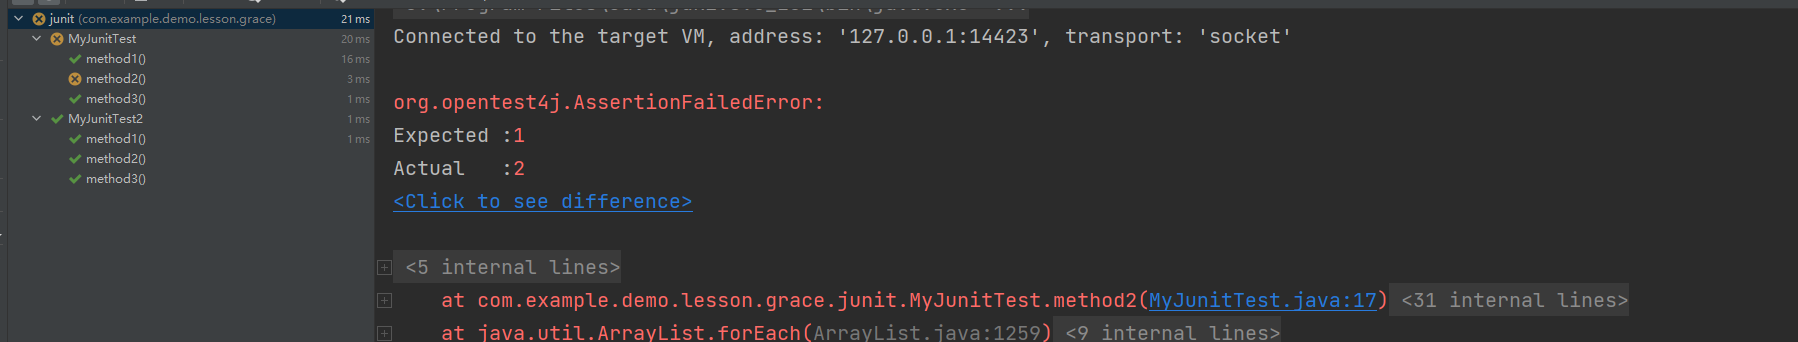 junit (com.example.demo.lesson.grace) 21 ms
MyJunitTest 20 ms
method1() 16 ms
method2() 3 ms
method3() 1 ms
MyJunitTest2 1 ms
method1() 1 ms
method2()
method3()
Connected to the target VM, address: '127.0.0.1:14423', transport: 'socket'
org.opentest4j.AssertionFailedError:
Expected :1
Actual   :2
<Click to see difference>
<5 internal lines>
at com.example.demo.lesson.grace.junit.MyJunitTest.method2(MyJunitTest.java:17) <31 internal lines>
at java.util.ArrayList.forEach(ArrayList.java:1259) <9 internal lines>